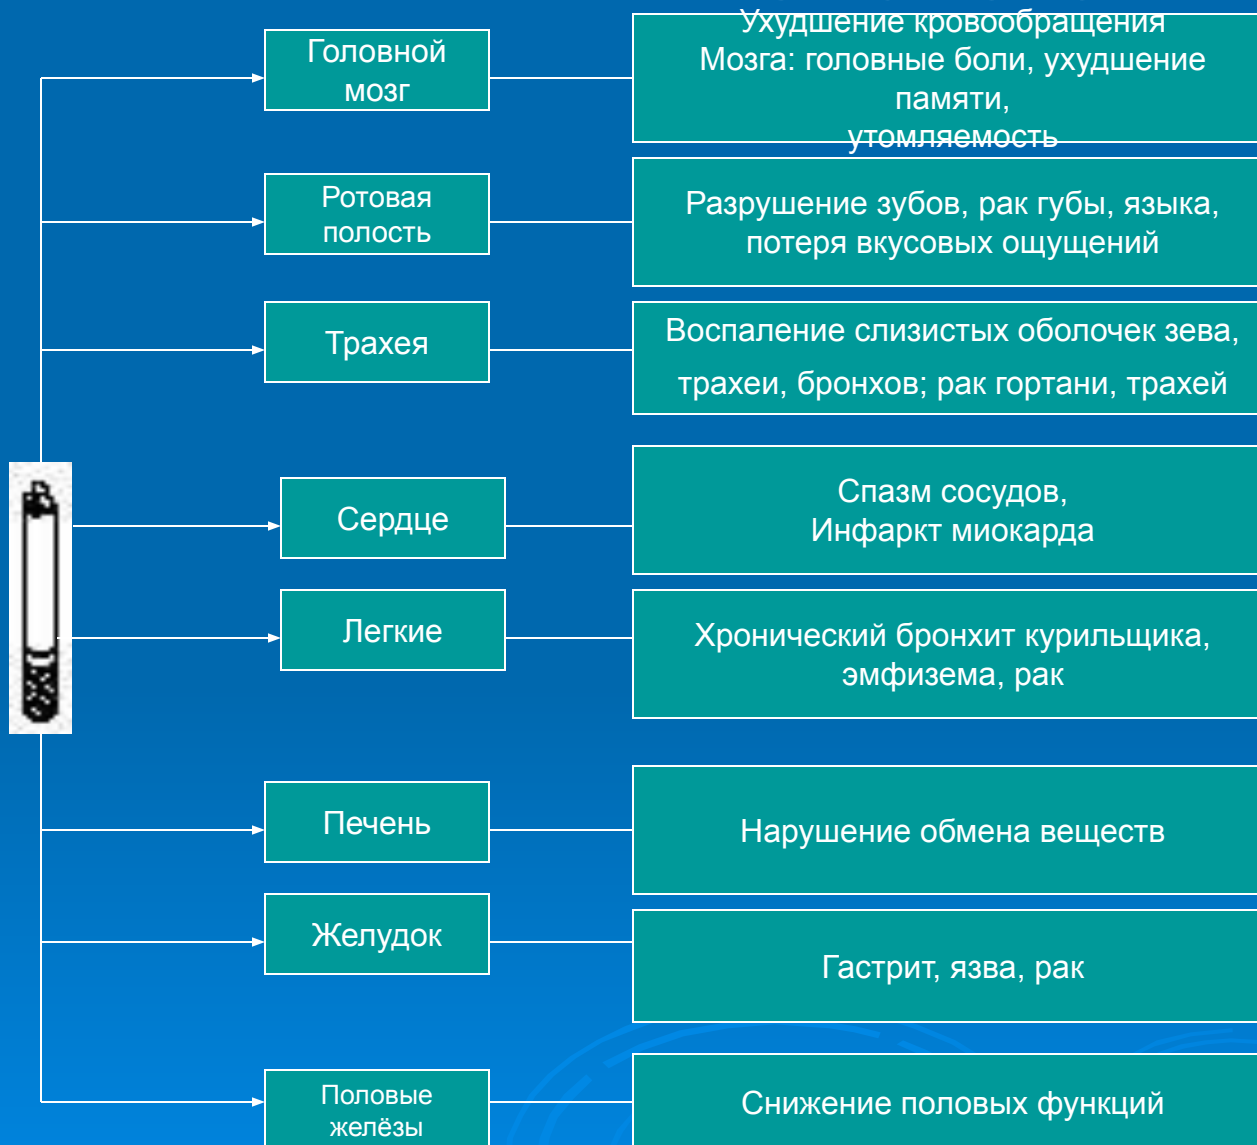 Головной
мозг
Ухудшение кровообращения
Мозга: головные боли, ухудшение
памяти,
утомляемость
Ротовая
полость
Разрушение зубов, рак губы, языка,
потеря вкусовых ощущений
Трахея
Воспаление слизистых оболочек зева,
трахеи, бронхов; рак гортани, трахей
Сердце
Спазм сосудов,
Инфаркт миокарда
Легкие
Хронический бронхит курильщика,
эмфизема, рак
Печень
Нарушение обмена веществ
Желудок
Гастрит, язва, рак
Половые
желёзы
Снижение половых функций